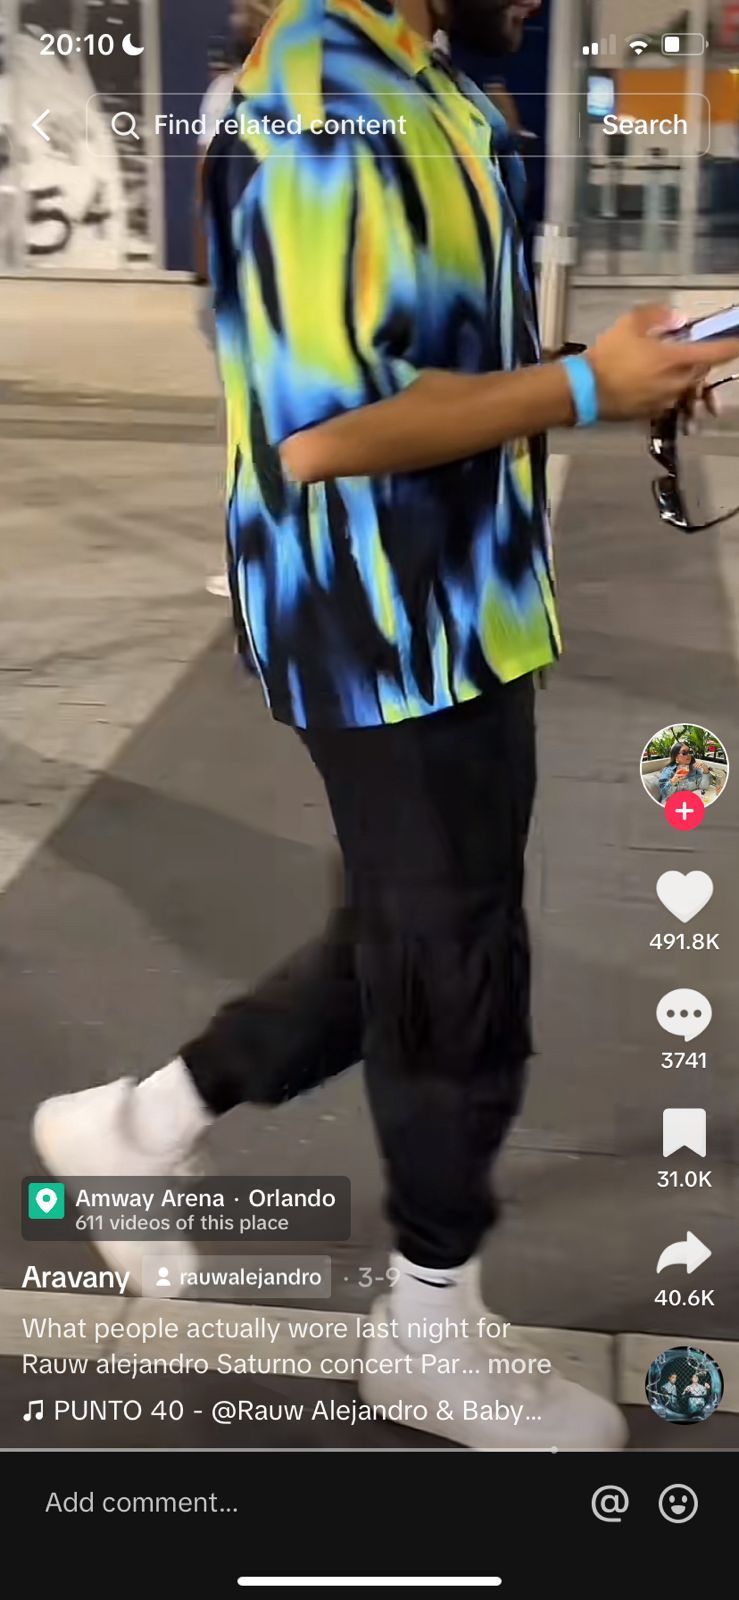 20:10
Find related content
Search
54
491.8K
3741
31.0K
40.6K
Amway Arena · Orlando
611 videos of this place
Aravany rauwalejandro · 3-9
What people actually wore last night for
Rauw alejandro Saturno concert Par... more
PUNTO 40 - @Rauw Alejandro & Baby...
Add comment...